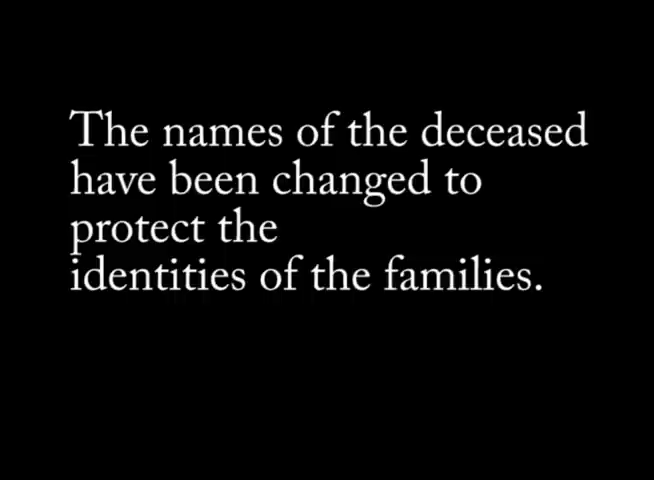 The names of the deceased
have been changed to
protect the
identities of the families.